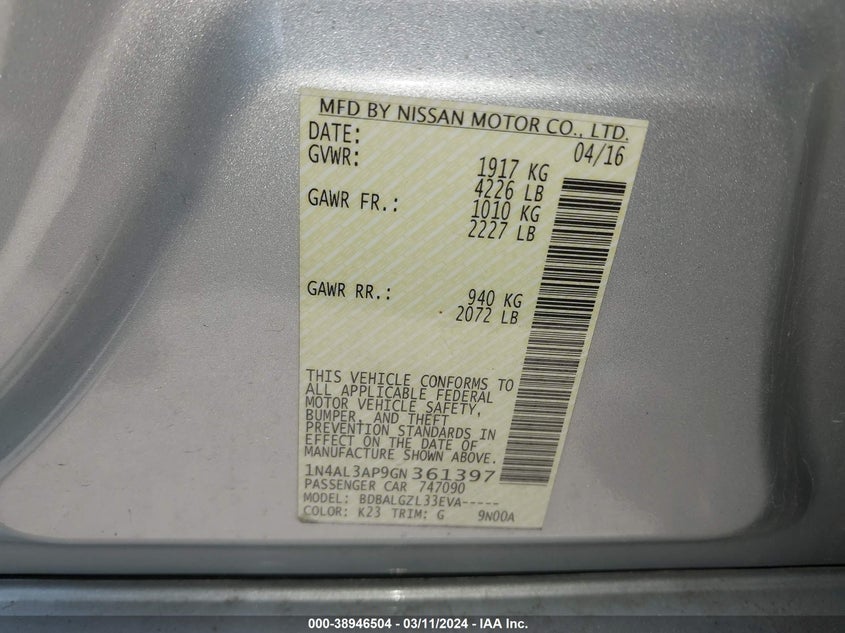 MFD BY NISSAN MOTOR CO., LTD.
DATE: 04/16
GVWR: 1917 KG
4226 LB
GAWR FR.: 1010 KG
2227 LB
GAWR RR.: 940 KG
2072 LB
THIS VEHICLE CONFORMS TO
ALL APPLICABLE FEDERAL
MOTOR VEHICLE SAFETY,
BUMPER, AND THEFT
PREVENTION STANDARDS IN
EFFECT ON THE DATE OF
MANUFACTURE SHOWN ABOVE.
1N4AL3AP9GN361397
PASSENGER CAR 747090
MODEL: BDBALGZL33EVA-----
COLOR: K23 TRIM: G 9N00A
000-38946504 - 03/11/2024 - IAA Inc.